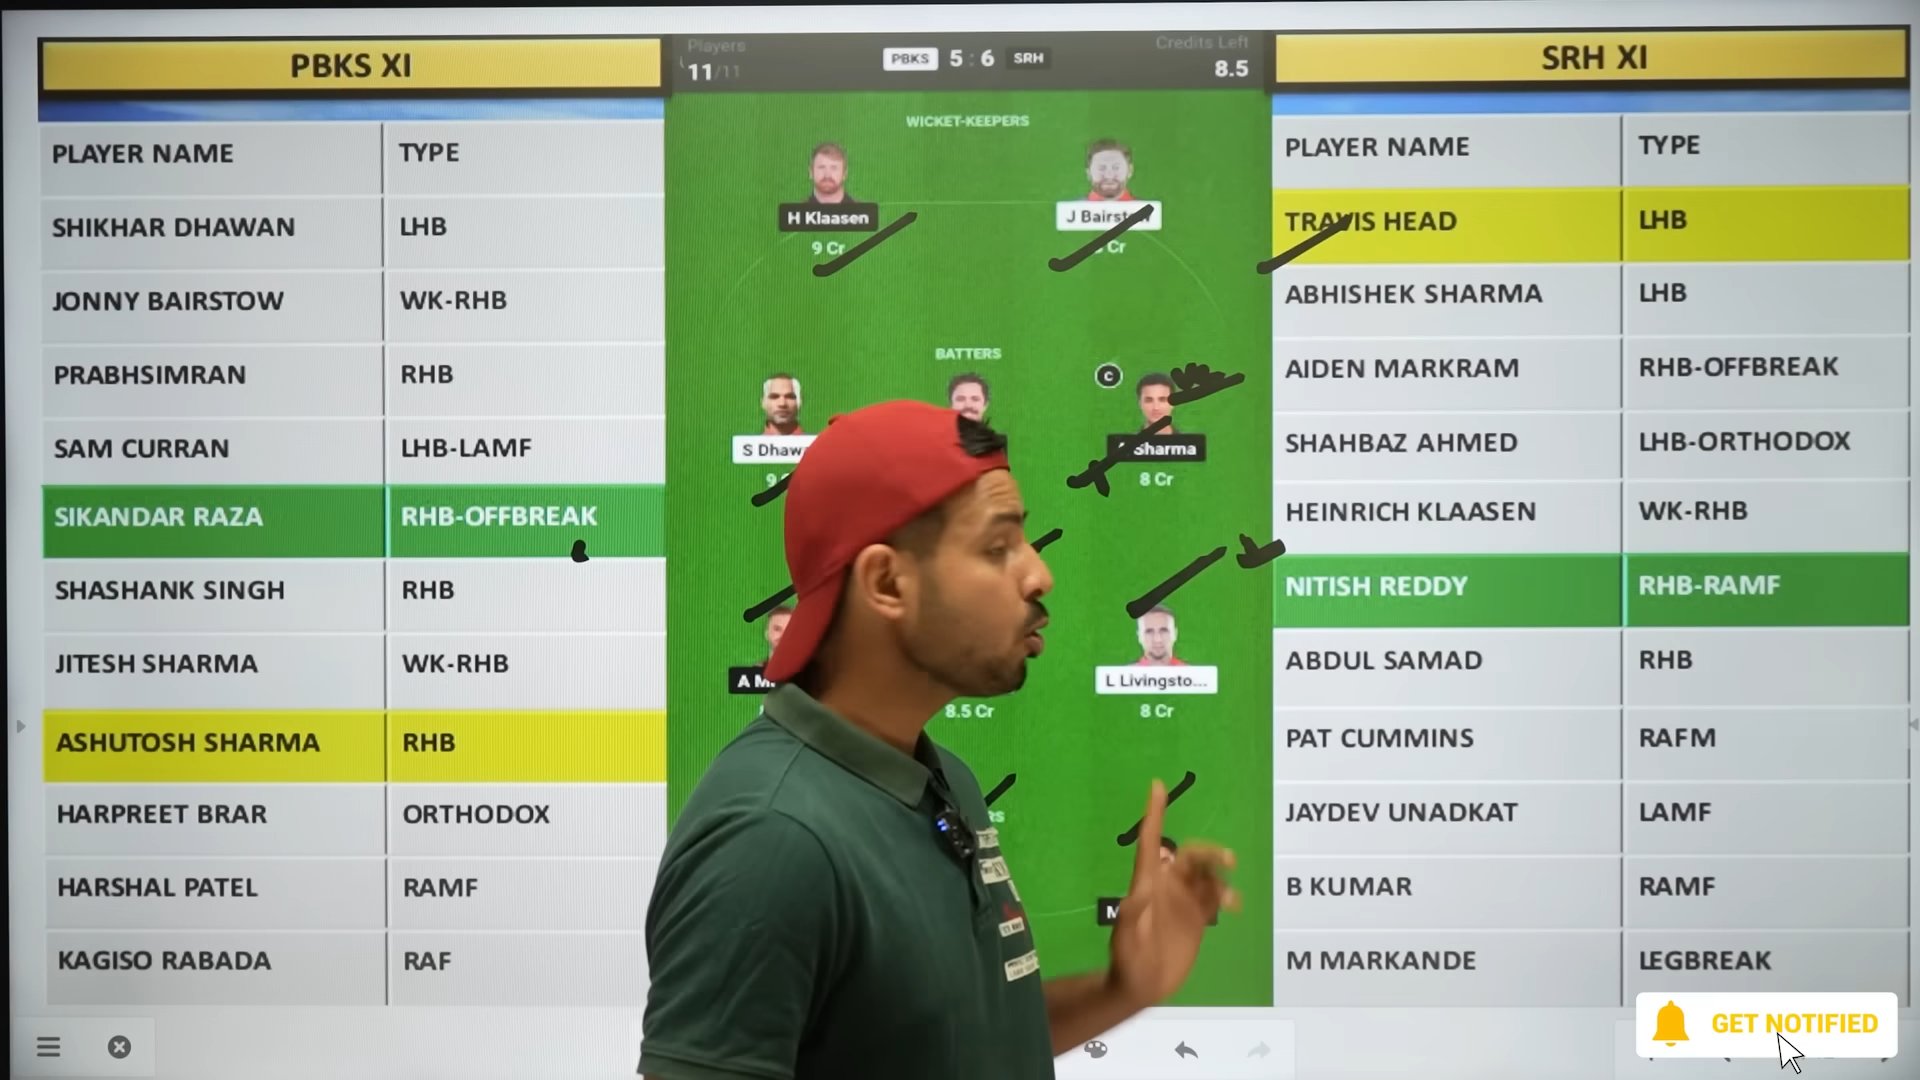 PBKS XI
PLAYER NAME TYPE
SHIKHAR DHAWAN LHB
JONNY BAIRSTOW WK-RHB
PRABHSIMRAN RHB
SAM CURRAN LHB-LAMF
SIKANDAR RAZA RHB-OFFBREAK
SHASHANK SINGH RHB
JITESH SHARMA WK-RHB
ASHUTOSH SHARMA RHB
HARPREET BRAR ORTHODOX
HARSHAL PATEL RAMF
KAGISO RABADA RAF
Players
11/11
PBKS 5 : 6 SRH
Credits Left
8.5
WICKET-KEEPERS
H Klaasen
9 Cr
J Bairstow
Cr
BATTERS
C
S Dhaw
9
Sharma
8 Cr
A M
8.5 Cr
L Livingsto...
8 Cr
RS
M
SRH XI
PLAYER NAME TYPE
TRAVIS HEAD LHB
ABHISHEK SHARMA LHB
AIDEN MARKRAM RHB-OFFBREAK
SHAHBAZ AHMED LHB-ORTHODOX
HEINRICH KLAASEN WK-RHB
NITISH REDDY RHB-RAMF
ABDUL SAMAD RHB
PAT CUMMINS RAFM
JAYDEV UNADKAT LAMF
B KUMAR RAMF
M MARKANDE LEGBREAK
GET NOTIFIED